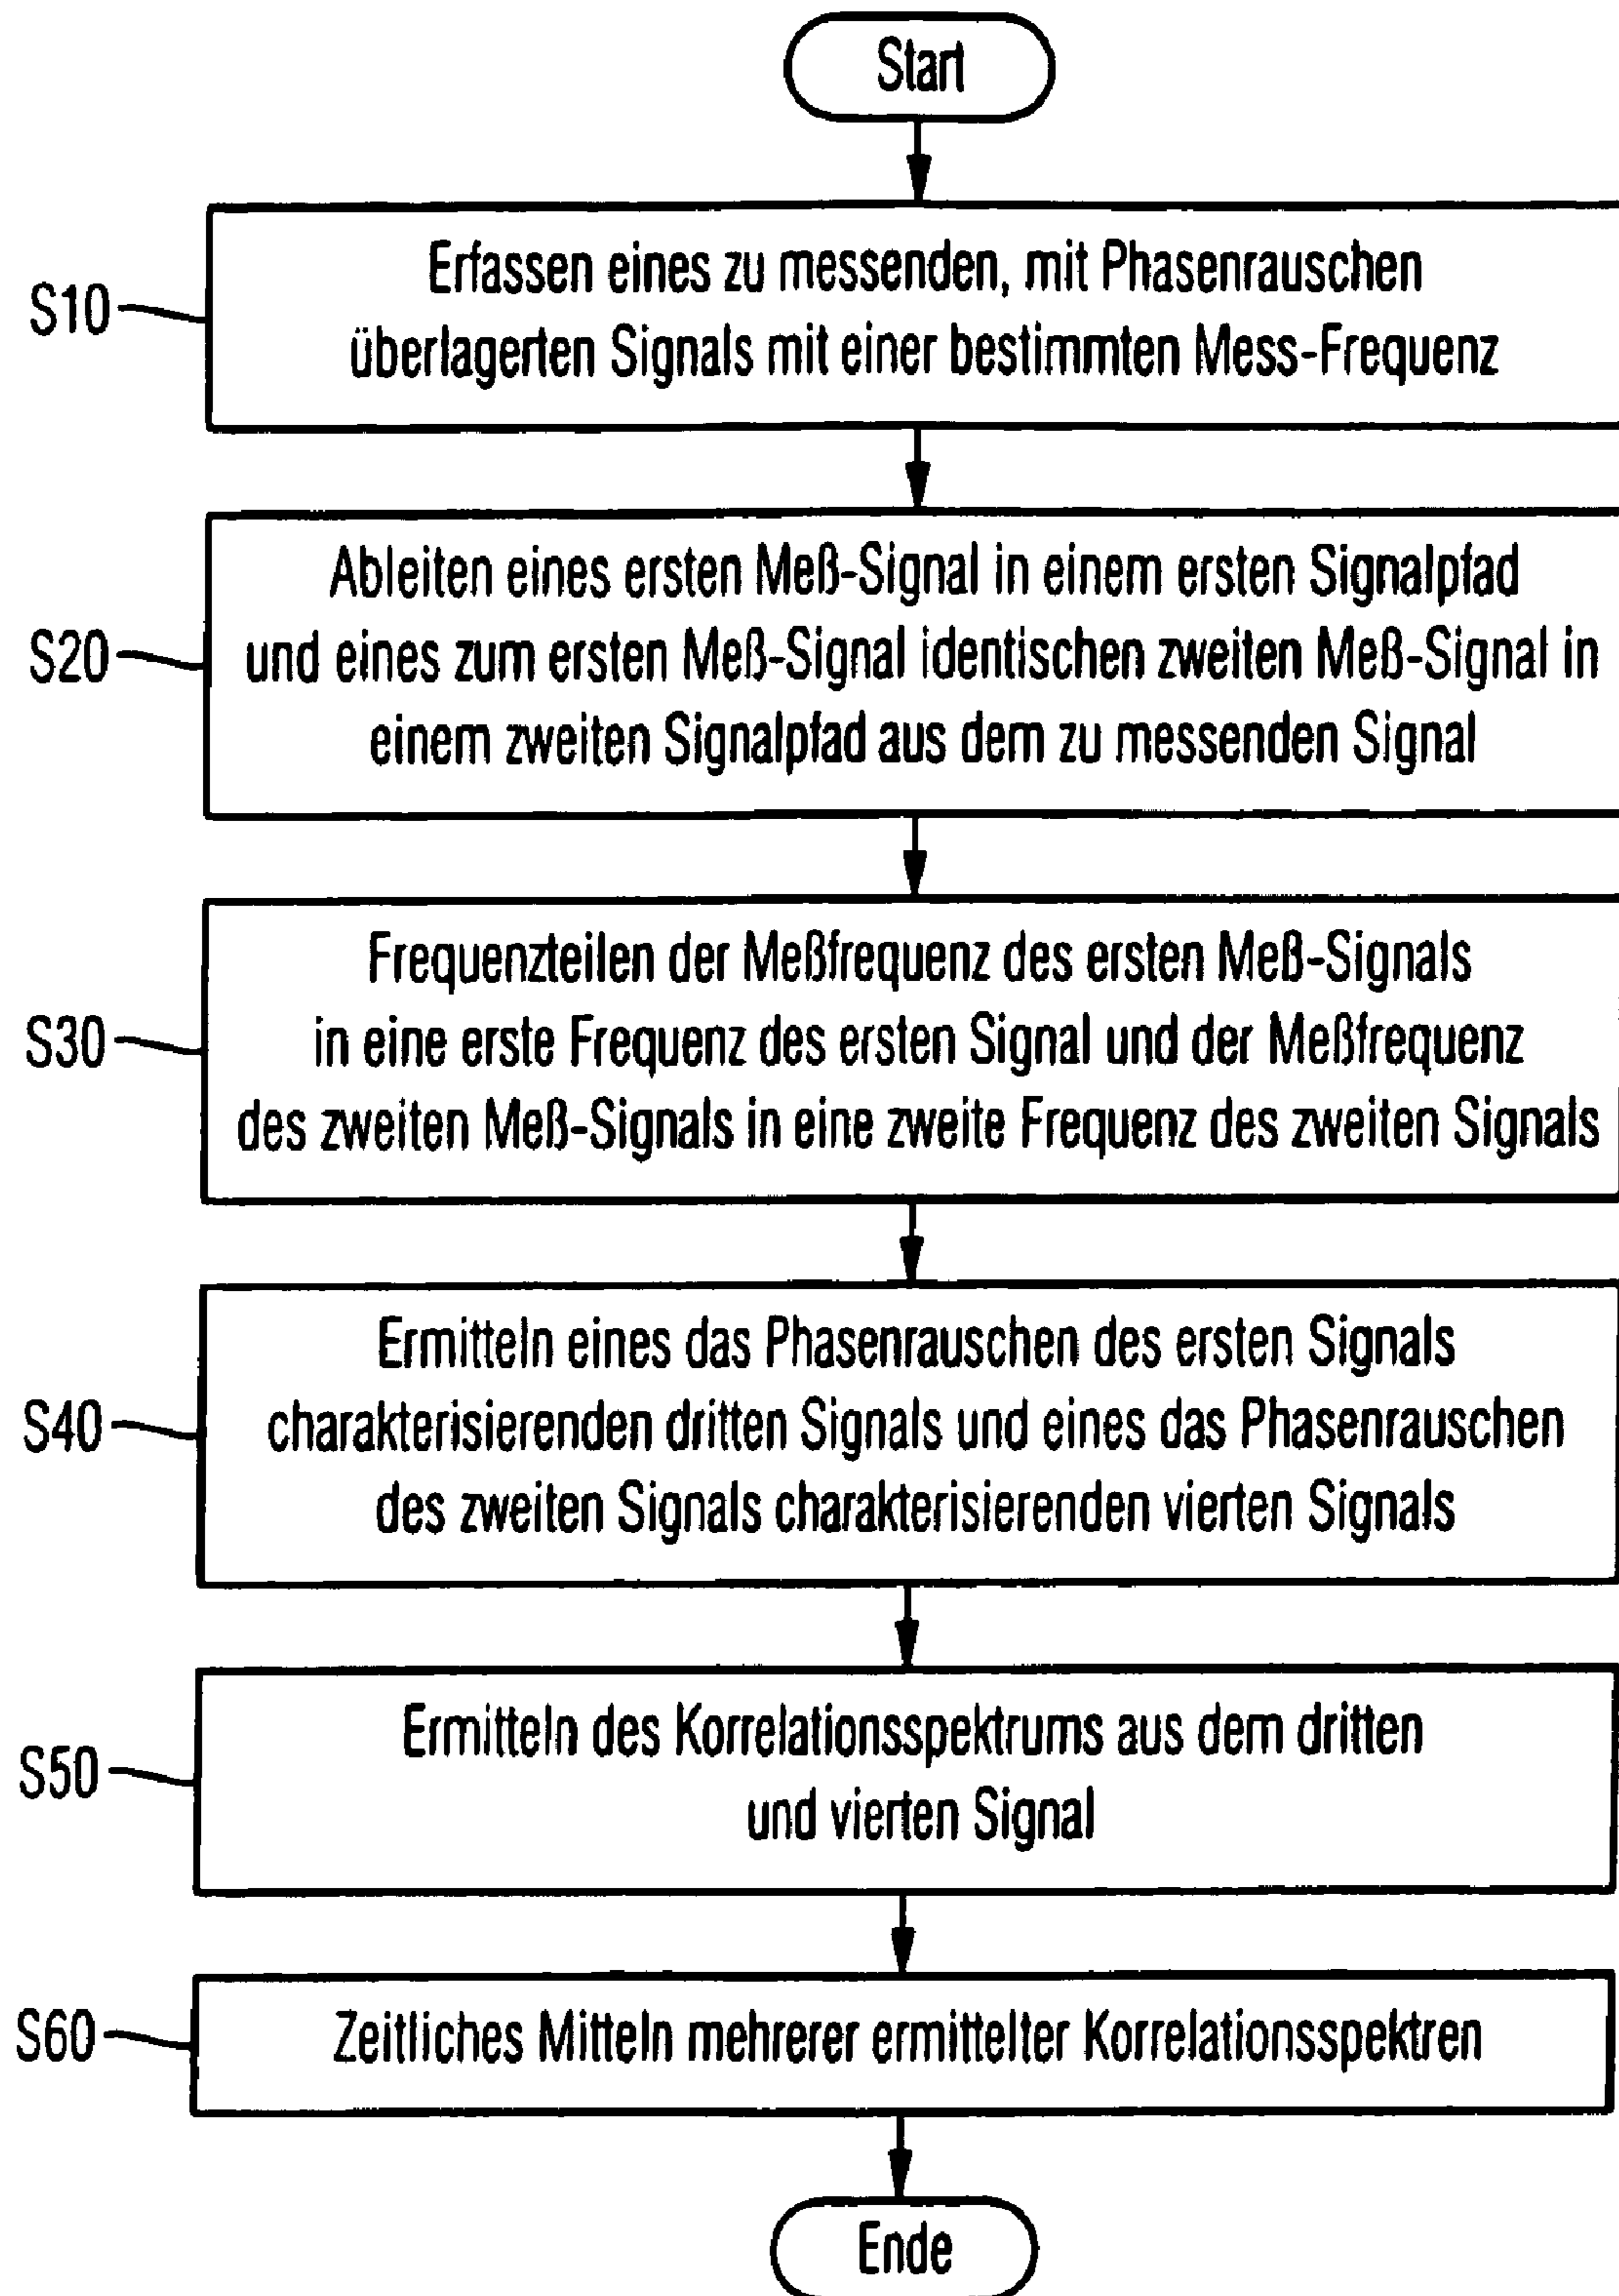 Start
S10
Erfassen eines zu messenden, mit Phasenrauschen
überlagerten Signals mit einer bestimmten Mess-Frequenz
S20
Ableiten eines ersten Meß-Signal in einem ersten Signalpfad
und eines zum ersten Meß-Signal identischen zweiten Meß-Signal in
einem zweiten Signalpfad aus dem zu messenden Signal
S30
Frequenzteilen der Meßfrequenz des ersten Meß-Signals
in eine erste Frequenz des ersten Signal und der Meßfrequenz
des zweiten Meß-Signals in eine zweite Frequenz des zweiten Signals
S40
Ermitteln eines das Phasenrauschen des ersten Signals
charakterisierenden dritten Signals und eines das Phasenrauschen
des zweiten Signals charakterisierenden vierten Signals
S50
Ermitteln des Korrelationsspektrums aus dem dritten
und vierten Signal
S60
Zeitliches Mitteln mehrerer ermittelter Korrelationsspektren
Ende